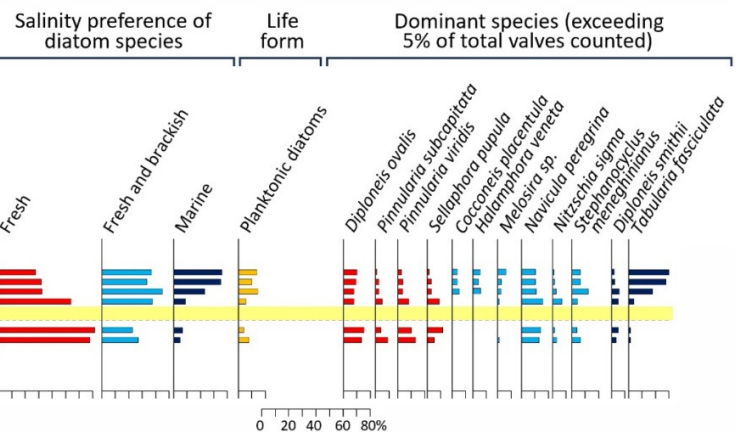 Salinity preference of
diatom species
Life
form
Dominant species (exceeding
5% of total valves counted)
Fresh
Fresh and brackish
Marine
Planktonic diatoms
Diploneis ovalis
Pinnularia subcapitata
Pinnularia viridis
Sellaphora pupula
Cocconeis placentula
Halamphora veneta
Melosira sp.
Navicula peregrina
Nitzschia sigma
Stephanocyclus
meneghinianus
Diploneis smithii
Tabularia fasciculata
0 20 40 60 80%